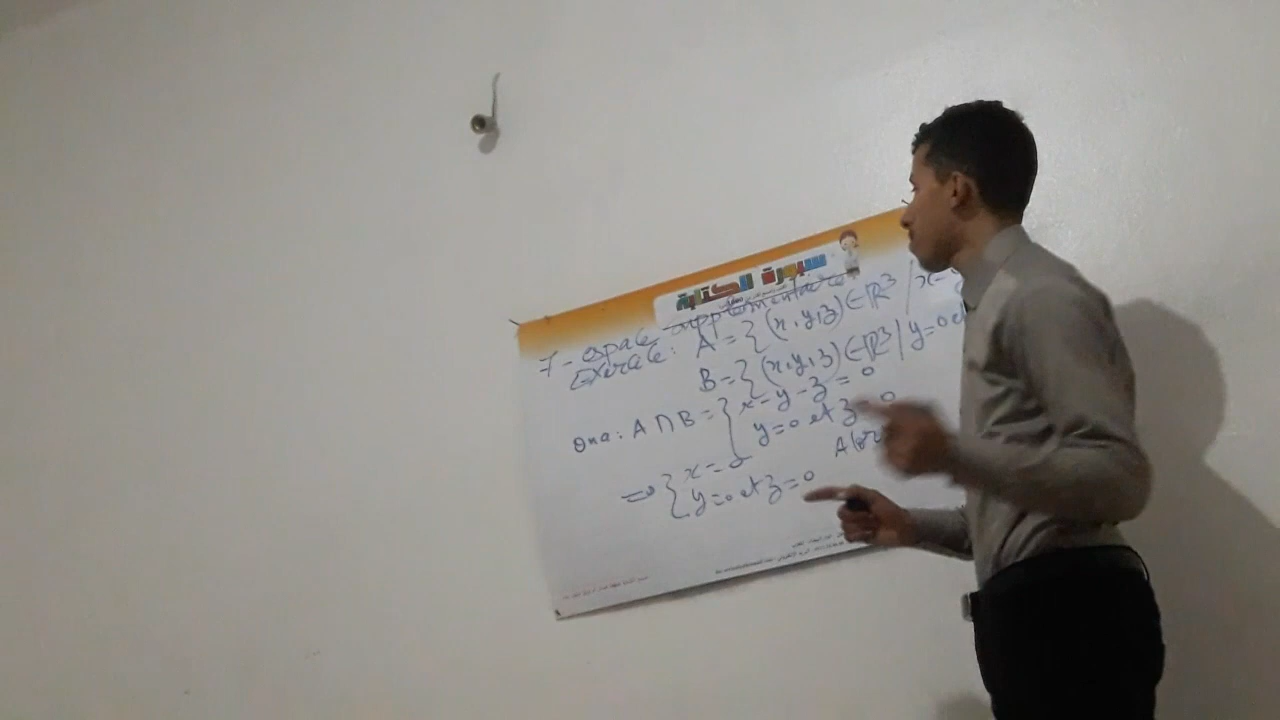 سبورة الكتابة
7 - espace supplémentaire
Exercice: A = { (x, y, z) ∈ ℝ³ / x -
B = { (x, y, z) ∈ ℝ³ / y = 0 et
on a: A ∩ B = { x - y - z = 0
y = 0 et z = 0
⇒ { x = 0
y = 0 et z = 0